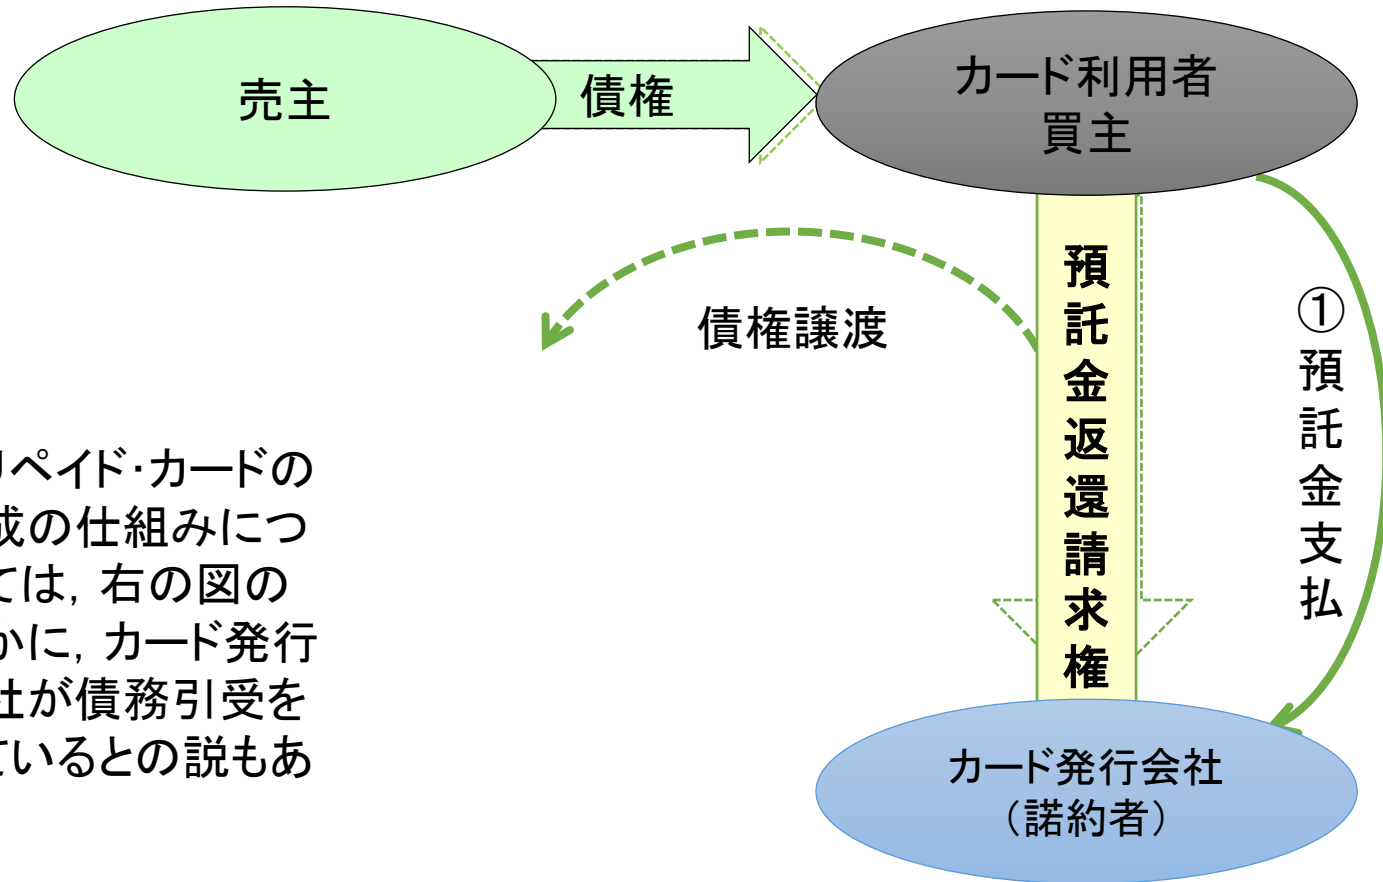 売主
債権
カード利用者
買主
預託金返還請求権
①預託金支払
債権譲渡
リペイド・カードの
成の仕組みにつ
ては，右の図の
かに，カード発行
社が債務引受を
ているとの説もあ
カード発行会社
（諾約者）